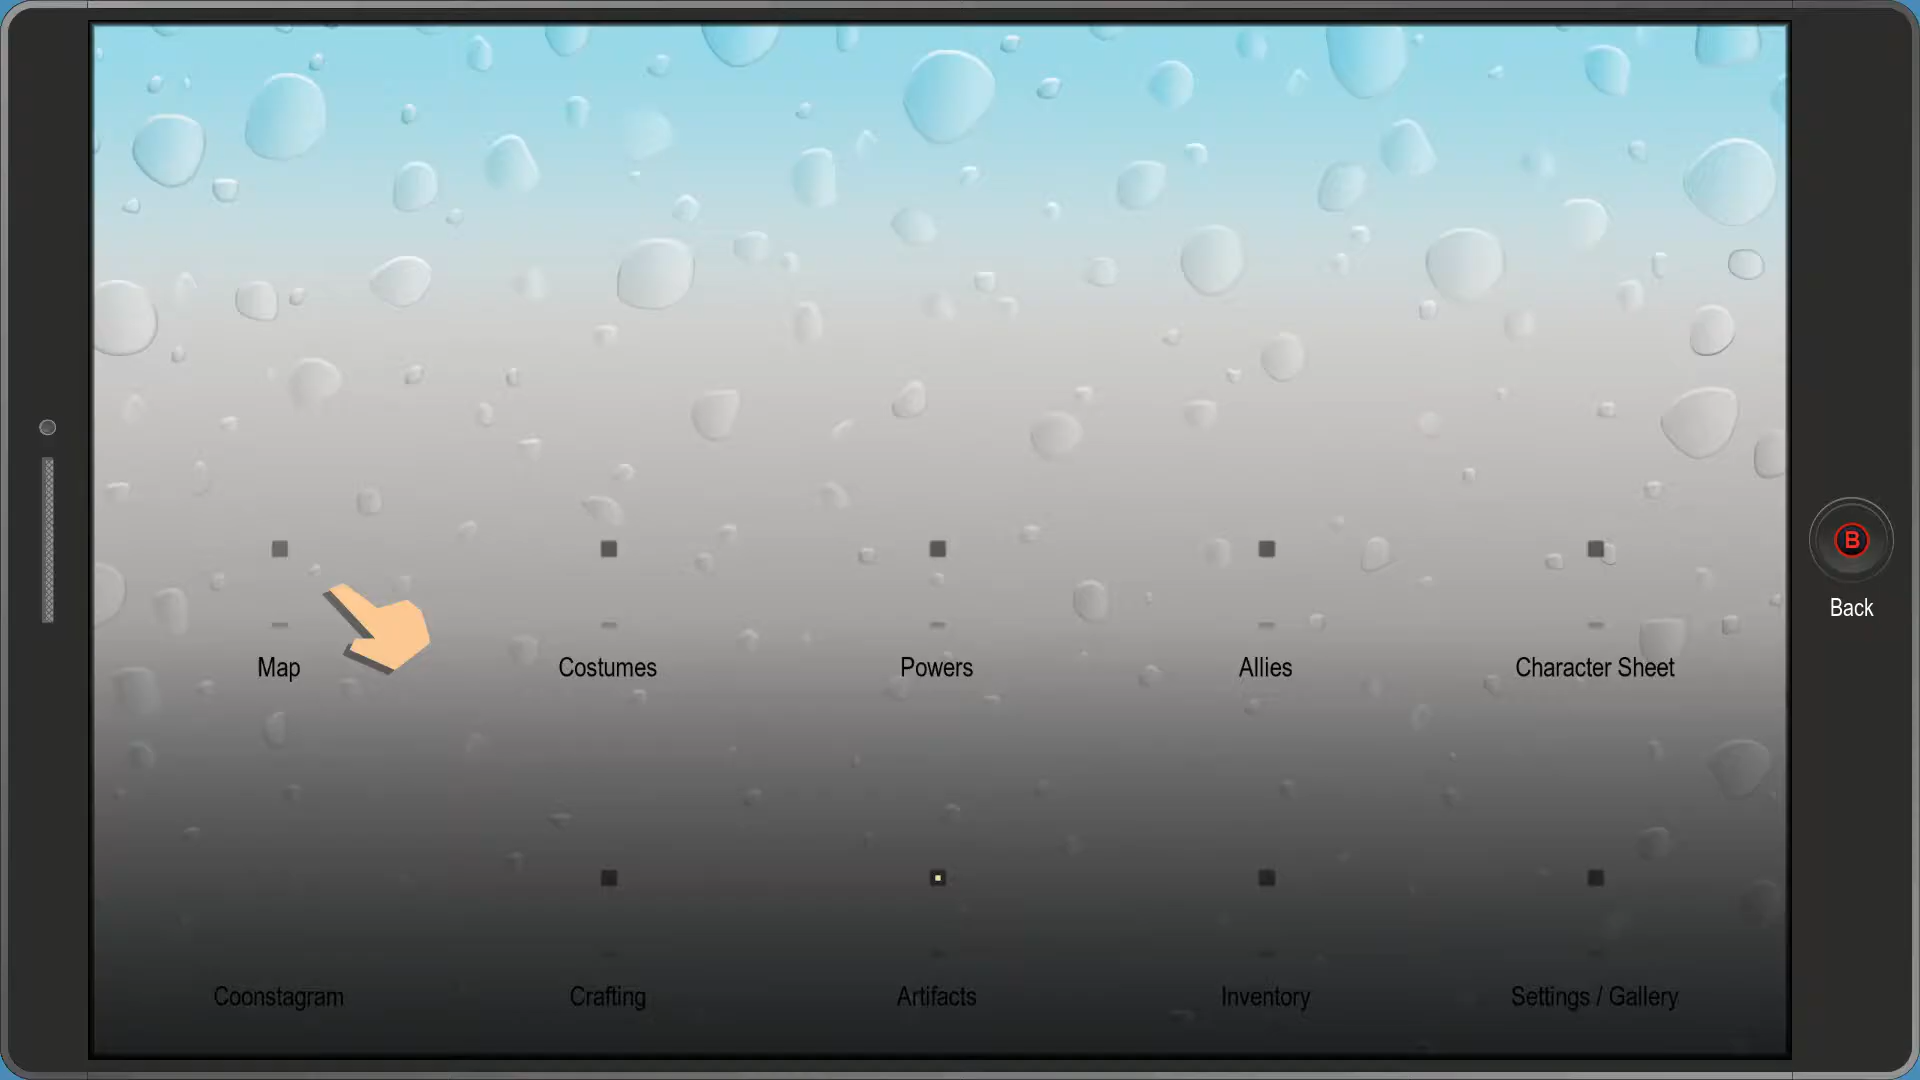 B
Back
Map
Costumes
Powers
Allies
Character Sheet
Coonstagram
Crafting
Artifacts
Inventory
Settings / Gallery